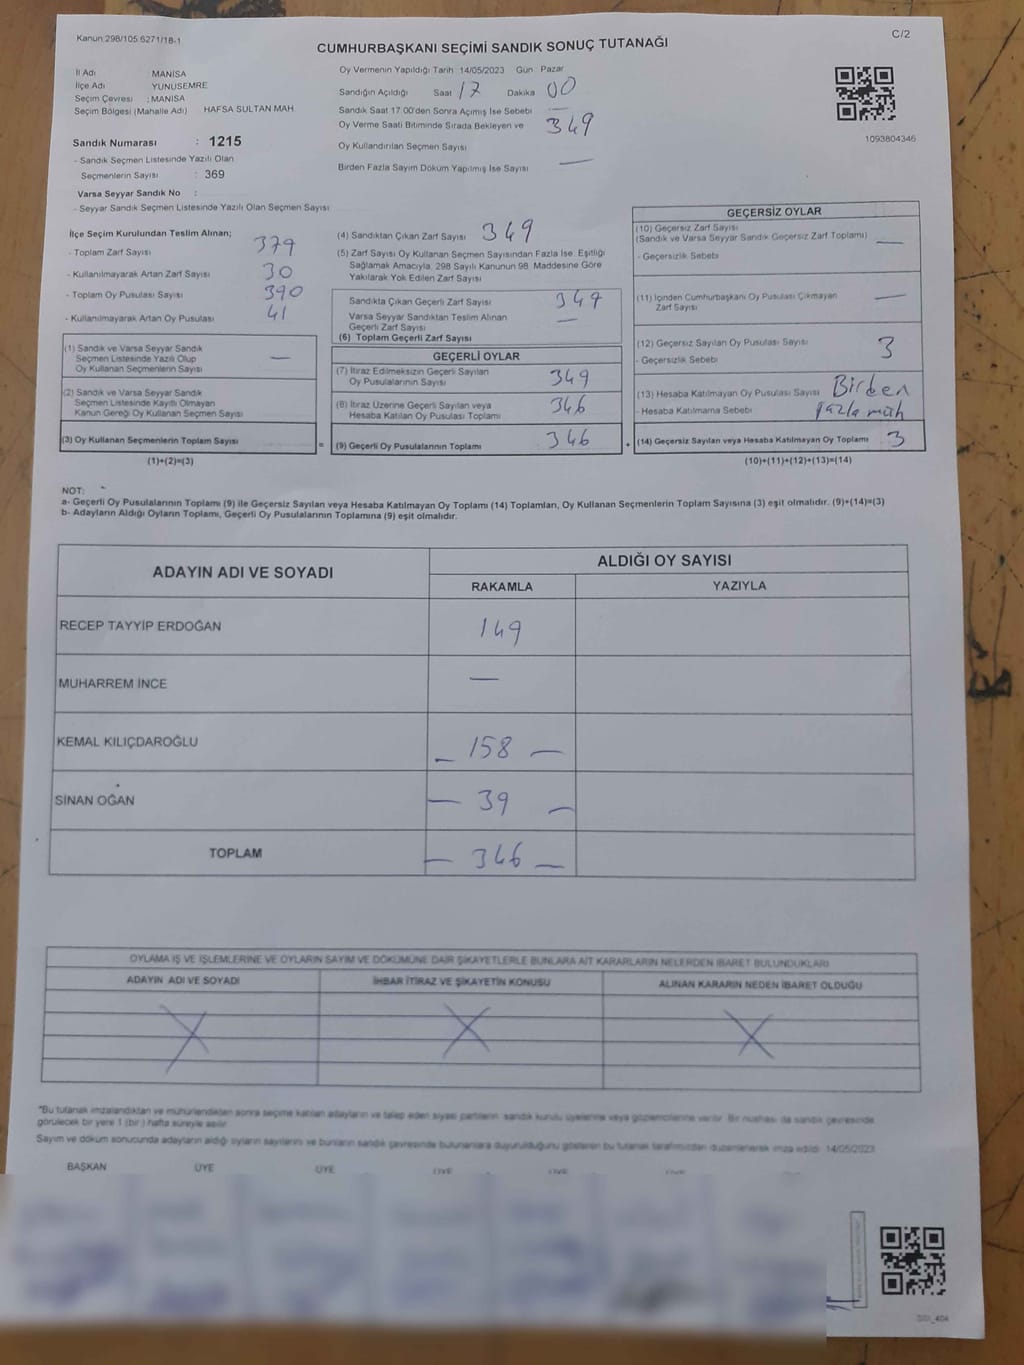 Kanun:298/105 6271/18-1
C/2
CUMHURBAŞKANI SEÇİMİ SANDIK SONUÇ TUTANAĞI
İl Adı MANİSA
İlçe Adı YUNUSEMRE
Seçim Çevresi : MANİSA
Seçim Bölgesi (Mahalle Adı) HAFSA SULTAN MAH.
Sandık Numarası : 1215
- Sandık Seçmen Listesinde Yazılı Olan
Seçmenlerin Sayısı : 369
Varsa Seyyar Sandık No :
- Seyyar Sandık Seçmen Listesinde Yazılı Olan Seçmen Sayısı
Oy Vermenin Yapıldığı Tarih :14/05/2023 Gün: Pazar
Sandığın Açıldığı Saat 17 Dakika 00
Sandık Saat 17:00'den Sonra Açımış İse Sebebi —
Oy Verme Saati Bitiminde Sırada Bekleyen ve 349
Oy Kullandırılan Seçmen Sayısı
Birden Fazla Sayım Döküm Yapılmış İse Sayısı —
1093804346
İlçe Seçim Kurulundan Teslim Alınan;
- Toplam Zarf Sayısı 379
- Kullanılmayarak Artan Zarf Sayısı 30
- Toplam Oy Pusulası Sayısı 390
- Kullanılmayarak Artan Oy Pusulası 41
(1) Sandık ve Varsa Seyyar Sandık
Seçmen Listesinde Yazılı Olup —
Oy Kullanan Seçmenlerin Sayısı
(2) Sandık ve Varsa Seyyar Sandık
Seçmen Listesinde Kayıtlı Olmayan
Kanun Gereği Oy Kullanan Seçmen Sayısı
(3) Oy Kullanan Seçmenlerin Toplam Sayısı =
(1)+(2)=(3)
(4) Sandıktan Çıkan Zarf Sayısı 349
(5) Zarf Sayısı Oy Kullanan Seçmen Sayısından Fazla İse, Eşitliği
Sağlamak Amacıyla, 298 Sayılı Kanunun 98. Maddesine Göre
Yakılarak Yok Edilen Zarf Sayısı
Sandıkta Çıkan Geçerli Zarf Sayısı 349
Varsa Seyyar Sandıktan Teslim Alınan —
Geçerli Zarf Sayısı
(6) Toplam Geçerli Zarf Sayısı
GEÇERLİ OYLAR
(7) İtiraz Edilmeksizin Geçerli Sayılan 349
Oy Pusulalarının Sayısı
(8) İtiraz Üzerine Geçerli Sayılan veya 346
Hesaba Katılan Oy Pusulası Toplamı
(9) Geçerli Oy Pusulalarının Toplamı 346 +
GEÇERSİZ OYLAR
(10) Geçersiz Zarf Sayısı
(Sandık ve Varsa Seyyar Sandık Geçersiz Zarf Toplamı) —
- Geçersizlik Sebebi
(11) İçinden Cumhurbaşkanı Oy Pusulası Çıkmayan —
Zarf Sayısı
(12) Geçersiz Sayılan Oy Pusulası Sayısı 3
- Geçersizlik Sebebi
(13) Hesaba Katılmayan Oy Pusulası Sayısı Birden
- Hesaba Katılmama Sebebi fazla müh
(14) Geçersiz Sayılan veya Hesaba Katılmayan Oy Toplamı 3
(10)+(11)+(12)+(13)=(14)
NOT:
a- Geçerli Oy Pusulalarının Toplamı (9) ile Geçersiz Sayılan veya Hesaba Katılmayan Oy Toplamı (14) Toplamları, Oy Kullanan Seçmenlerin Toplam Sayısına (3) eşit olmalıdır. (9)+(14)=(3)
b- Adayların Aldığı Oyların Toplamı, Geçerli Oy Pusulalarının Toplamına (9) eşit olmalıdır.
ADAYIN ADI VE SOYADI
ALDIĞI OY SAYISI
RAKAMLA YAZIYLA
RECEP TAYYİP ERDOĞAN 149
MUHARREM İNCE —
KEMAL KILIÇDAROĞLU — 158 —
SİNAN OĞAN — 39 —
TOPLAM — 346 —
OYLAMA İŞ VE İŞLEMLERİNE VE OYLARIN SAYIM VE DÖKÜMÜNE DAİR ŞİKAYETLERLE BUNLARA AİT KARARLARIN NELERDEN İBARET BULUNDUKLARI
ADAYIN ADI VE SOYADI İHBAR İTİRAZ VE ŞİKAYETİN KONUSU ALINAN KARARIN NEDEN İBARET OLDUĞU
*Bu tutanak imzalandıktan ve mühürlendikten sonra seçime katılan adayların ve talep eden siyasi partilerin sandık kurulu üyelerine veya gözlemcilerine verilir. Bir nüshası da sandık çevresinde
görülecek bir yere 1 (bir) hafta süreyle asılır.
Sayım ve döküm sonucunda adayların aldığı oyların sayılarını ve bunların sandık çevresinde bulunanlara duyurulduğunu gösteren bu tutanak tarafımızdan düzenlenerek imza edildi. 14/05/2023
BAŞKAN ÜYE ÜYE ÜYE ÜYE ÜYE ÜYE